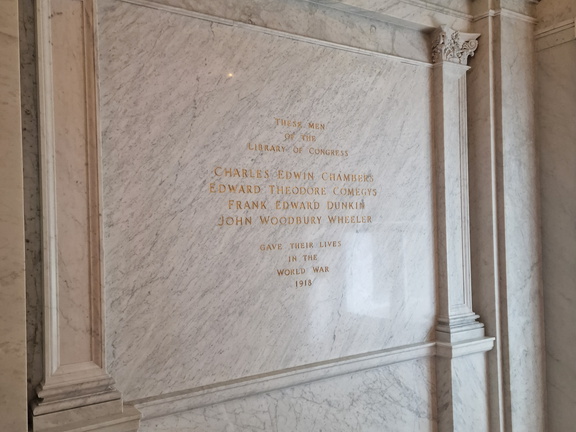 THESE MEN
OF THE
LIBRARY OF CONGRESS
CHARLES EDWIN CHAMBERS
EDWARD THEODORE COMEGYS
FRANK EDWARD DUNKIN
JOHN WOODBURY WHEELER
GAVE THEIR LIVES
IN THE
WORLD WAR
1918